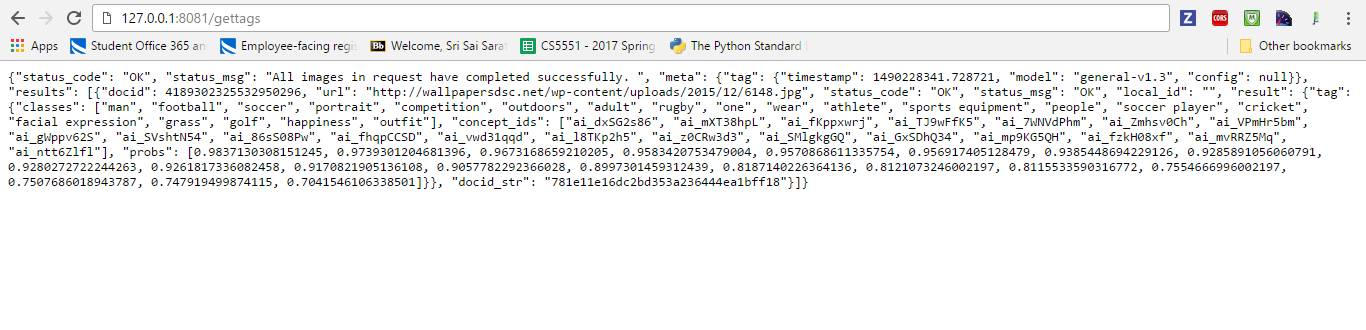 127.0.0.1:8081/gettags
Apps Student Office 365 an Employee-facing regis Bb Welcome, Sri Sai Sarat CS5551 - 2017 Spring The Python Standard Other bookmarks
{"status_code": "OK", "status_msg": "All images in request have completed successfully. ", "meta": {"tag": {"timestamp": 1490228341.728721, "model": "general-v1.3", "config": null}},
"results": [{"docid": 4189302325532950296, "url": "http://wallpapersdsc.net/wp-content/uploads/2015/12/6148.jpg", "status_code": "OK", "status_msg": "OK", "local_id": "", "result": {"tag":
{"classes": ["man", "football", "soccer", "portrait", "competition", "outdoors", "adult", "rugby", "one", "wear", "athlete", "sports equipment", "people", "soccer player", "cricket",
"facial expression", "grass", "golf", "happiness", "outfit"], "concept_ids": ["ai_dxSG2s86", "ai_mXT38hpL", "ai_fKppxwrj", "ai_TJ9wFfK5", "ai_7WNVdPhm", "ai_Zmhsv0Ch", "ai_VPmHr5bm",
"ai_gWppv62S", "ai_SVshtN54", "ai_86sS08Pw", "ai_fhqpCCSD", "ai_vwd31qqd", "ai_l8TKp2h5", "ai_z0CRw3d3", "ai_SMlgkgGQ", "ai_GxSDhQ34", "ai_mp9KG5QH", "ai_fzkH08xf", "ai_mvRRZ5Mq",
"ai_ntt6Zlfl"], "probs": [0.9837130308151245, 0.9739301204681396, 0.9673168659210205, 0.9583420753479004, 0.9570868611335754, 0.956917405128479, 0.9385448694229126, 0.9285891056060791,
0.9280272722244263, 0.9261817336082458, 0.9170821905136108, 0.9057782292366028, 0.8997301459312439, 0.8187140226364136, 0.8121073246002197, 0.8115533590316772, 0.7554666996002197,
0.7507686018943787, 0.747919499874115, 0.7041546106338501]}}, "docid_str": "781e11e16dc2bd353a236444ea1bff18"}]}